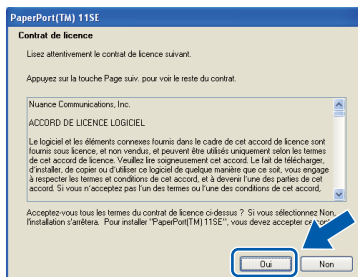 PaperPort(TM) 11SE
Contrat de licence
Lisez attentivement le contrat de licence suivant.
Appuyez sur la touche Page suiv. pour voir le reste du contrat.
Nuance Communications, Inc.
ACCORD DE LICENCE LOGICIEL
Le logiciel et les éléments connexes fournis dans le cadre de cet accord de licence sont
fournis sous licence, et non vendus, et peuvent être utilisés uniquement selon les termes
de cet accord de licence. Veuillez lire soigneusement cet accord. Le fait de télécharger,
d'installer, de copier ou d'utiliser ce logiciel de quelque manière que ce soit, vous engage
à respecter les termes et conditions de cet accord, et à devenir l'une des parties de cet
accord. Si vous n'acceptez pas l'un des termes ou l'une des conditions de cet accord,
Acceptez-vous tous les termes du contrat de licence ci-dessus ? Si vous sélectionnez Non,
l'installation s'arrêtera. Pour installer "PaperPort(TM) 11SE", vous devez accepter ce
Oui
Non